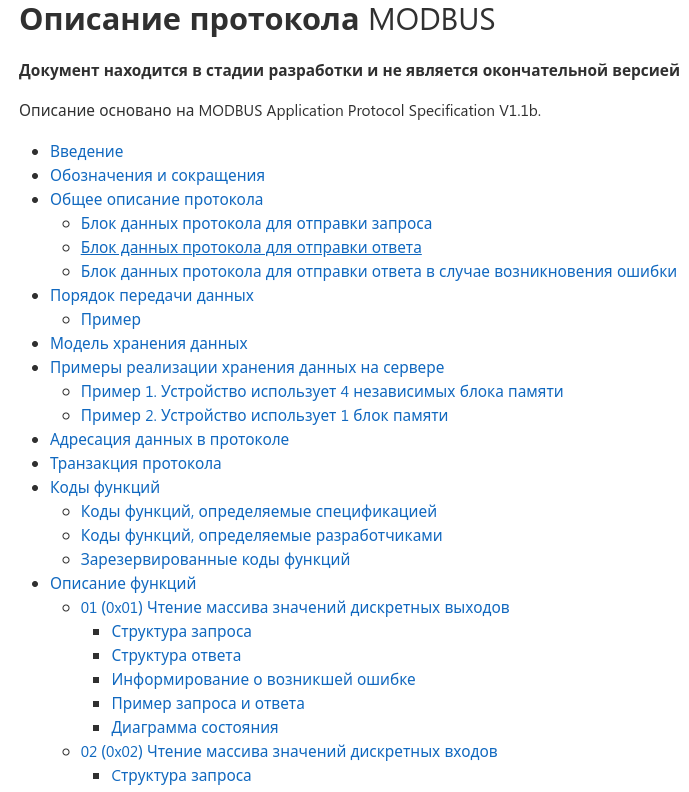 Описание протокола MODBUS
Документ находится в стадии разработки и не является окончательной версией
Описание основано на MODBUS Application Protocol Specification V1.1b.
Введение
Обозначения и сокращения
Общее описание протокола
Блок данных протокола для отправки запроса
Блок данных протокола для отправки ответа
Блок данных протокола для отправки ответа в случае возникновения ошибки
Порядок передачи данных
Пример
Модель хранения данных
Примеры реализации хранения данных на сервере
Пример 1. Устройство использует 4 независимых блока памяти
Пример 2. Устройство использует 1 блок памяти
Адресация данных в протоколе
Транзакция протокола
Коды функций
Коды функций, определяемые спецификацией
Коды функций, определяемые разработчиками
Зарезервированные коды функций
Описание функций
01 (0x01) Чтение массива значений дискретных выходов
Структура запроса
Структура ответа
Информирование о возникшей ошибке
Пример запроса и ответа
Диаграмма состояния
02 (0x02) Чтение массива значений дискретных входов
Структура запроса